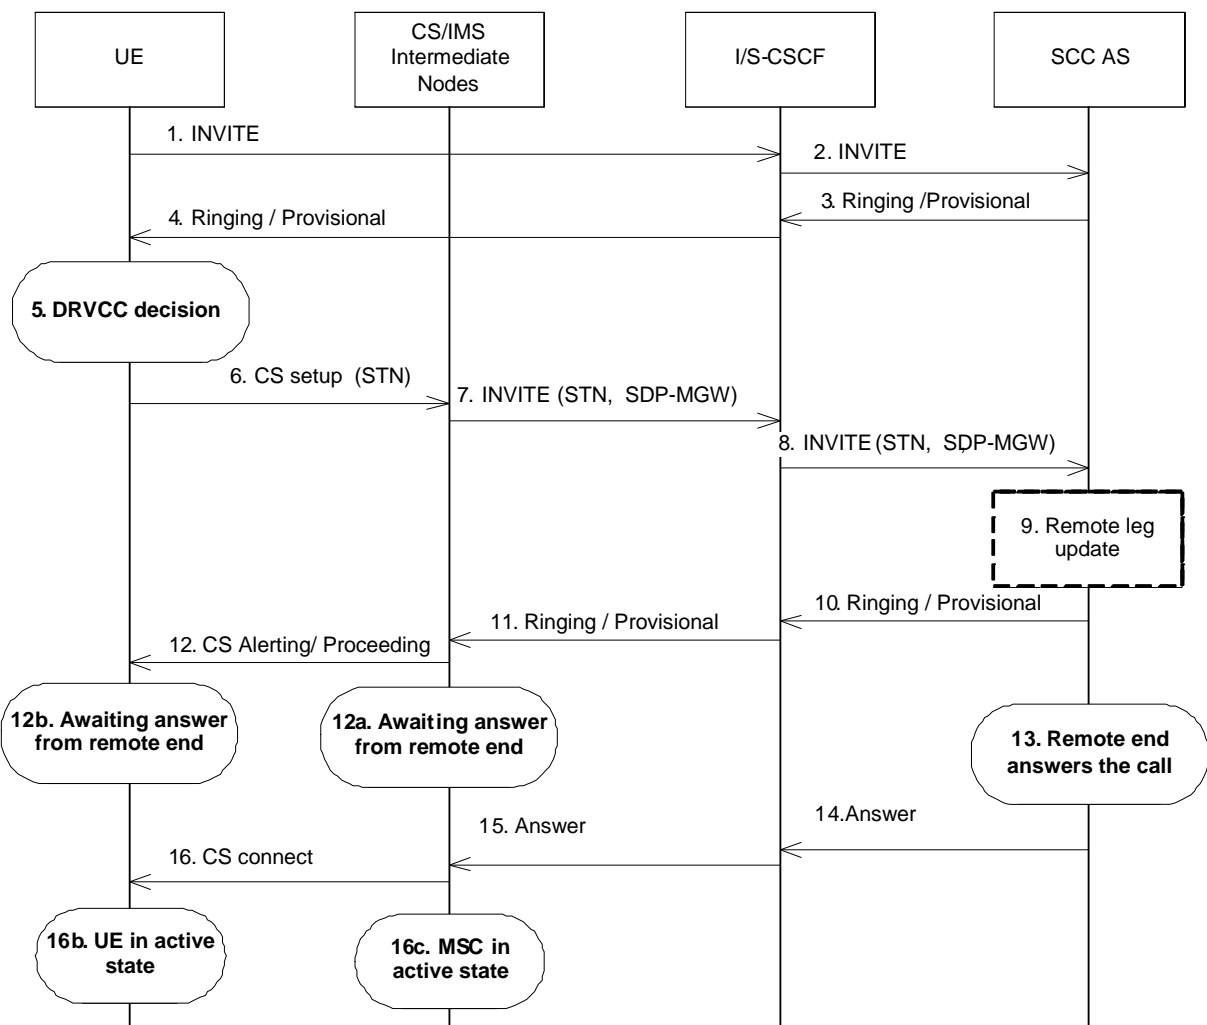 UE
CS/IMS
Intermediate
Nodes
I/S-CSCF
SCC AS
1. INVITE
2. INVITE
3. Ringing /Provisional
4. Ringing / Provisional
5. DRVCC decision
6. CS setup (STN)
7. INVITE (STN, SDP-MGW)
8. INVITE (STN, SDP-MGW)
9. Remote leg
update
10. Ringing / Provisional
11. Ringing / Provisional
12. CS Alerting/ Proceeding
12b. Awaiting answer
from remote end
12a. Awaiting answer
from remote end
13. Remote end
answers the call
14.Answer
15. Answer
16. CS connect
16b. UE in active
state
16c. MSC in
active state